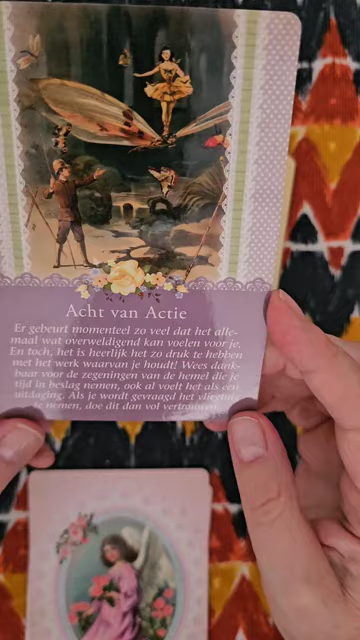 Acht van Actie
Er gebeurt momenteel zo veel dat het alle-
maal wat overweldigend kan voelen voor je.
En toch, het is heerlijk het zo druk te hebben
met het werk waarvan je houdt! Wees dank-
baar voor de zegeningen van de hemel die je
tijd in beslag nemen, ook al voelt het als een
uitdaging. Als je wordt gevraagd het vliegtuig
te nemen, doe dit dan vol vertrouwen.